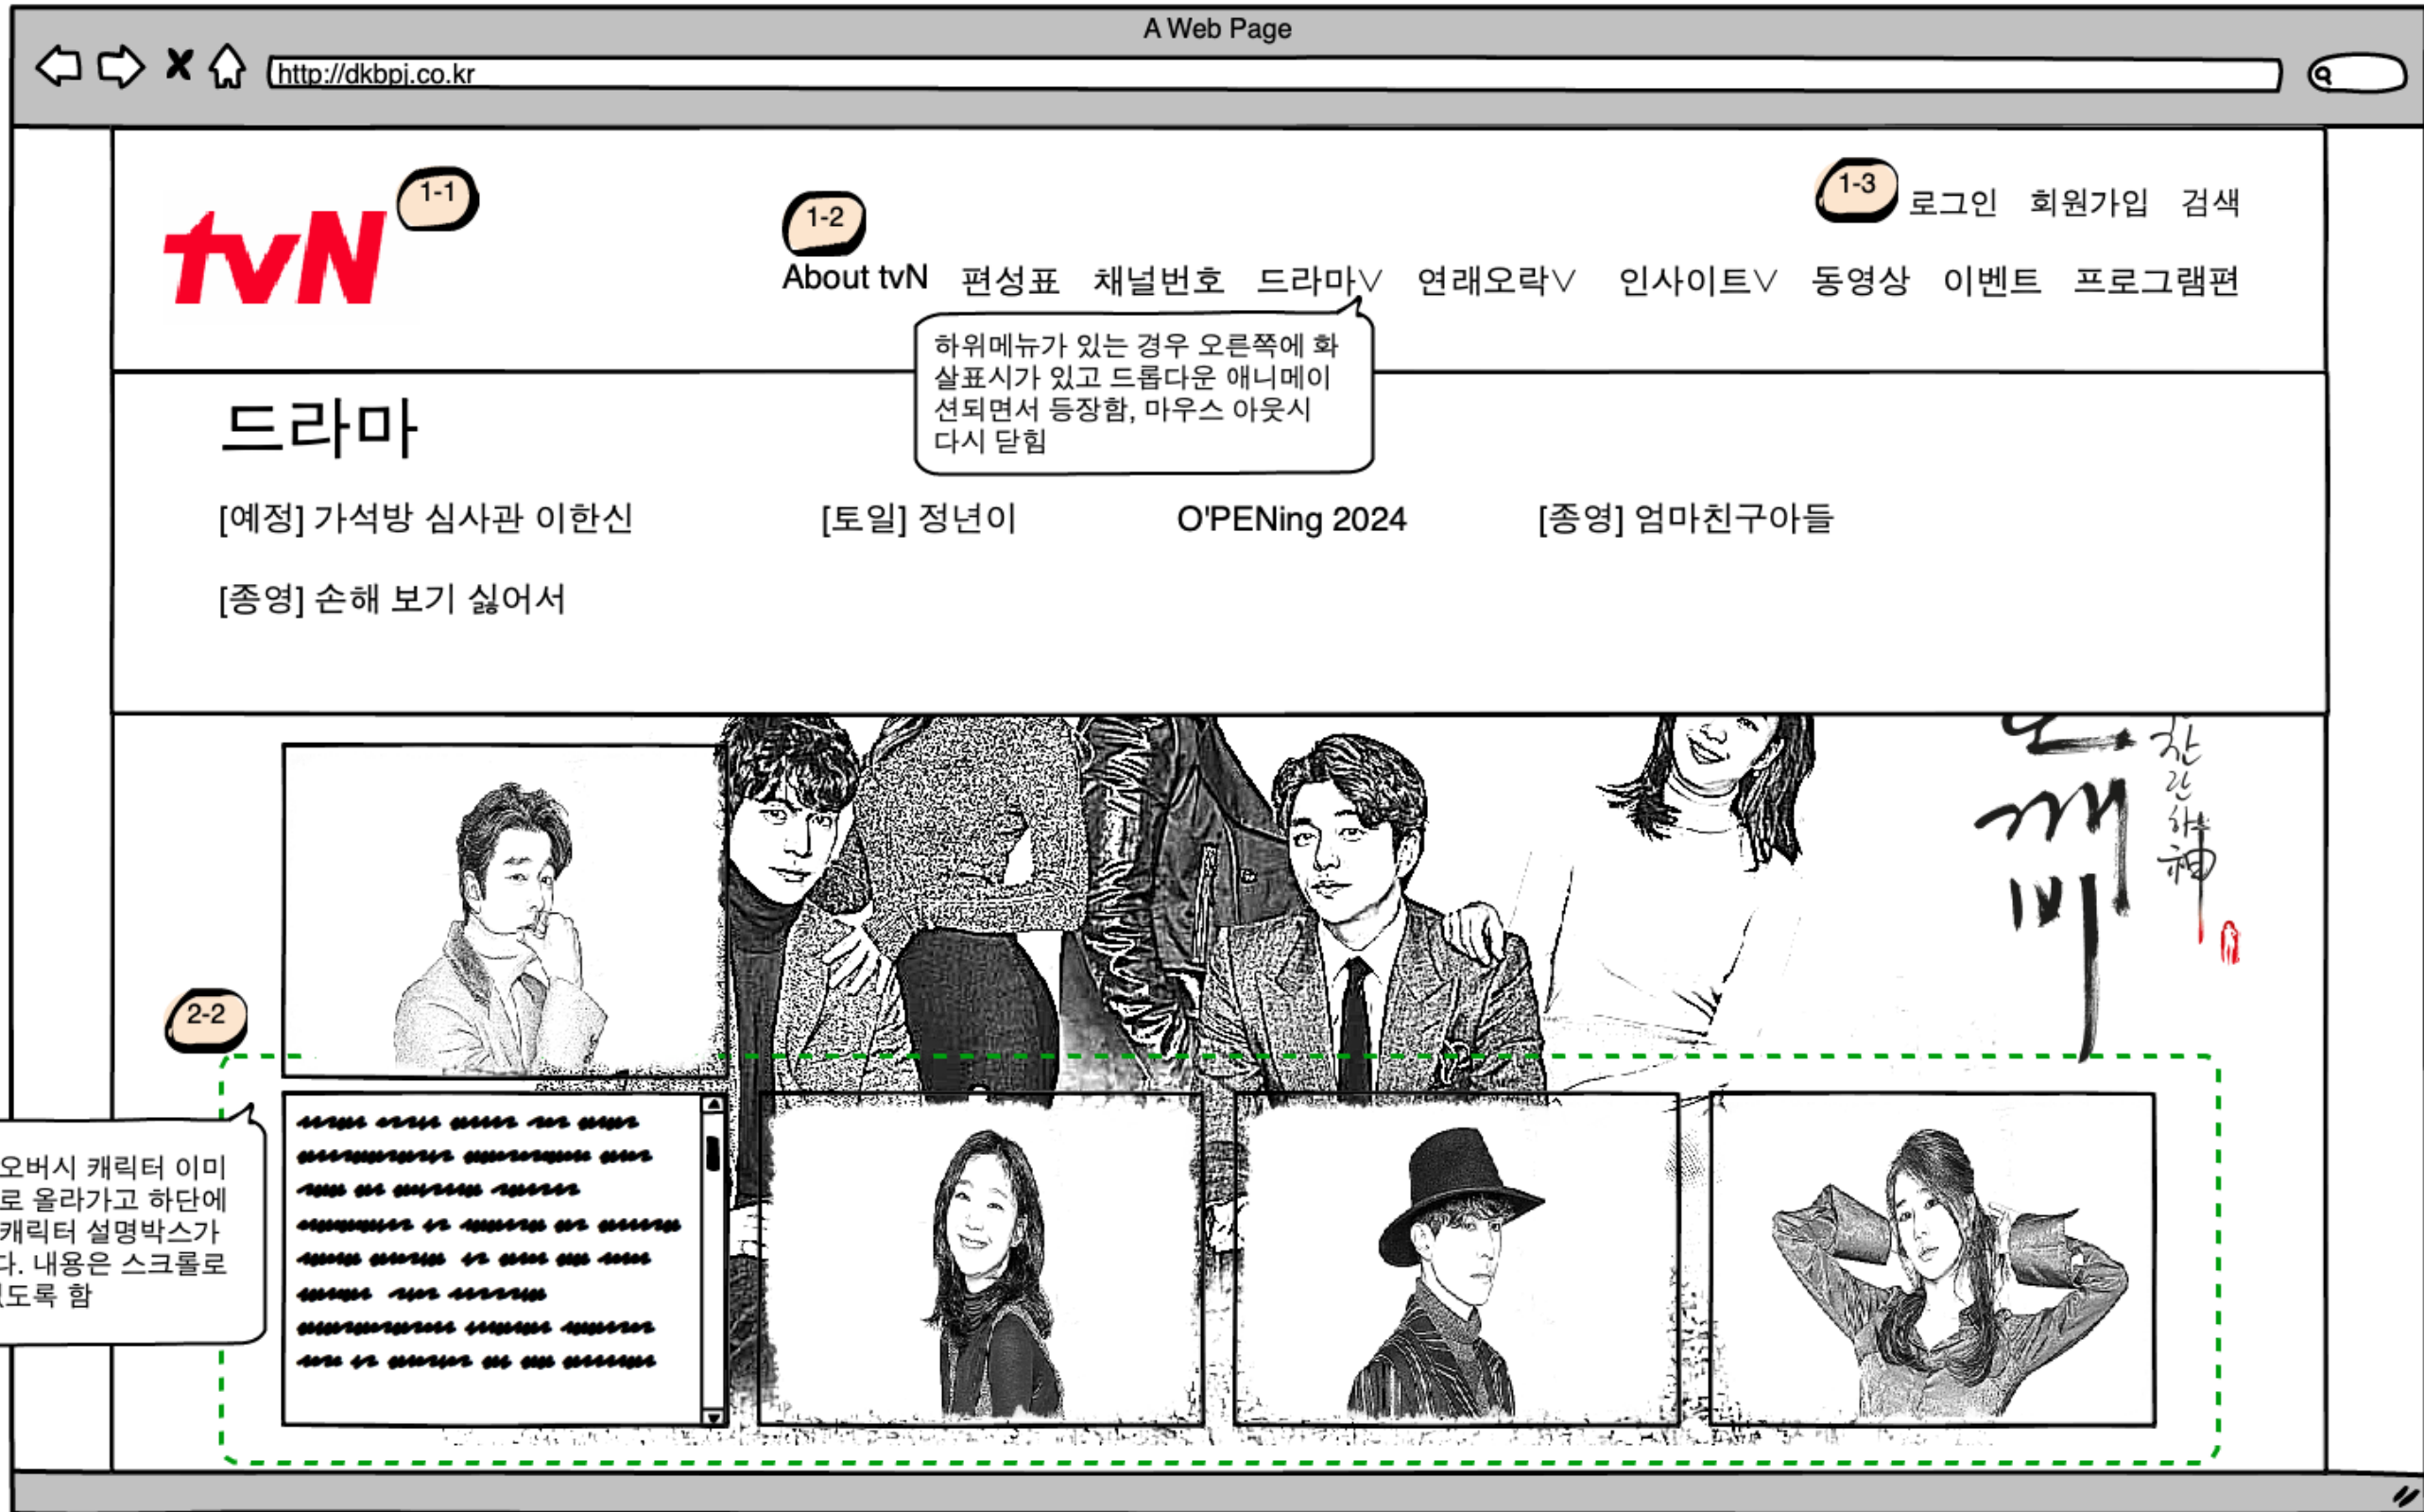 A Web Page
http://dkbpj.co.kr
tvN
1-1
1-2
1-3
로그인 회원가입 검색
About tvN 편성표 채널번호 드라마∨ 연래오락∨ 인사이트∨ 동영상 이벤트 프로그램편
하위메뉴가 있는 경우 오른쪽에 화
살표시가 있고 드롭다운 애니메이
션되면서 등장함, 마우스 아웃시
다시 닫힘
드라마
[예정] 가석방 심사관 이한신 [토일] 정년이 O'PENing 2024 [종영] 엄마친구아들
[종영] 손해 보기 싫어서
찬란하神
깨비
2-2
오버시 캐릭터 이미
로 올라가고 하단에
캐릭터 설명박스가
다. 내용은 스크롤로
있도록 함